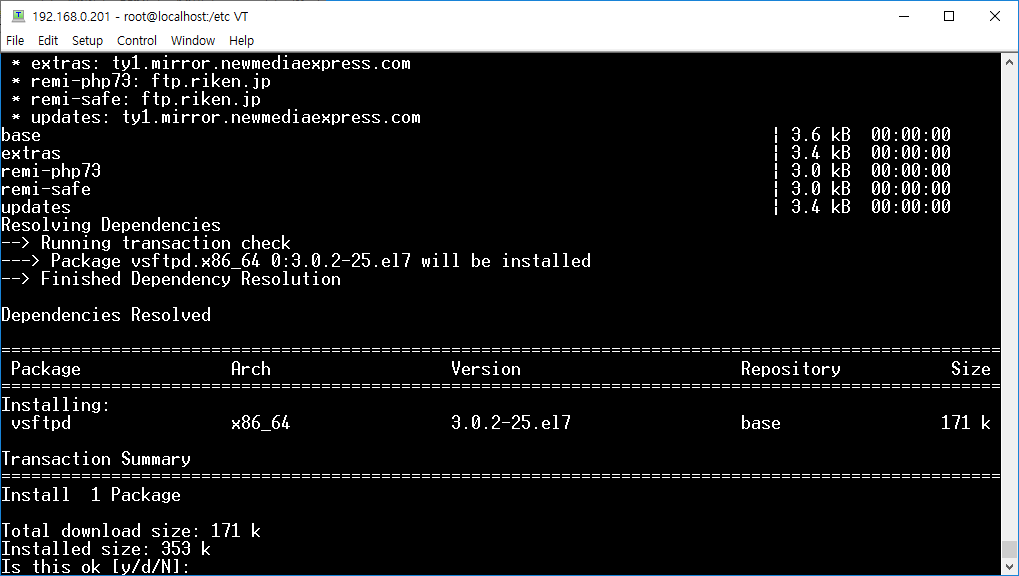 192.168.0.201 - root@localhost:/etc VT
File Edit Setup Control Window Help
* extras: ty1.mirror.newmediaexpress.com
* remi-php73: ftp.riken.jp
* remi-safe: ftp.riken.jp
* updates: ty1.mirror.newmediaexpress.com
base | 3.6 kB 00:00:00
extras | 3.4 kB 00:00:00
remi-php73 | 3.0 kB 00:00:00
remi-safe | 3.0 kB 00:00:00
updates | 3.4 kB 00:00:00
Resolving Dependencies
--> Running transaction check
---> Package vsftpd.x86_64 0:3.0.2-25.el7 will be installed
--> Finished Dependency Resolution
Dependencies Resolved
====================================================================================================
Package Arch Version Repository Size
====================================================================================================
Installing:
vsftpd x86_64 3.0.2-25.el7 base 171 k
Transaction Summary
====================================================================================================
Install 1 Package
Total download size: 171 k
Installed size: 353 k
Is this ok [y/d/N]: